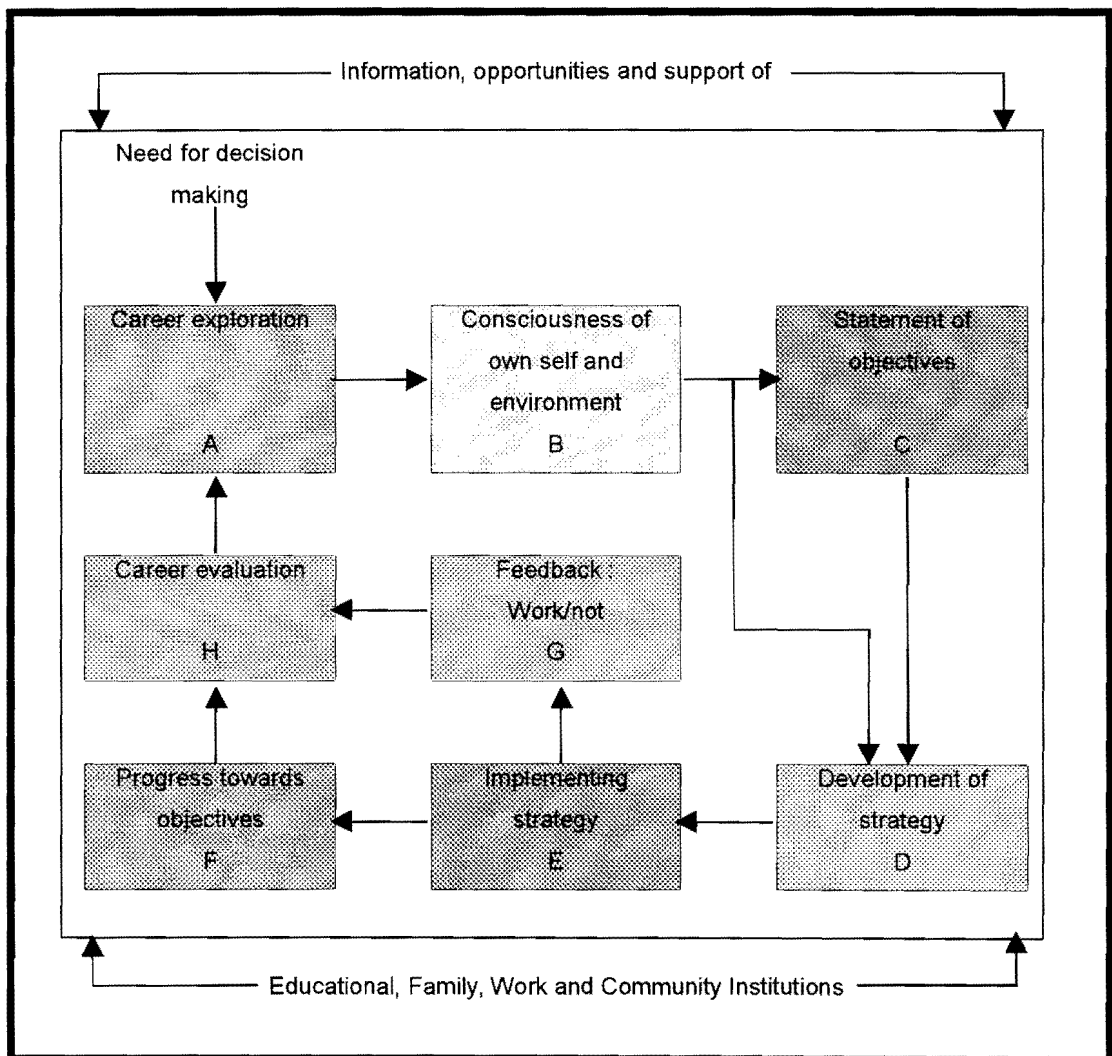 Information, opportunities and support of
Need for decision
making
Career exploration
A
Consciousness of
own self and
environment
B
Statement of
objectives
C
Career evaluation
H
Feedback :
Work/not
G
Progress towards
objectives
F
Implementing
strategy
E
Development of
strategy
D
Educational, Family, Work and Community Institutions